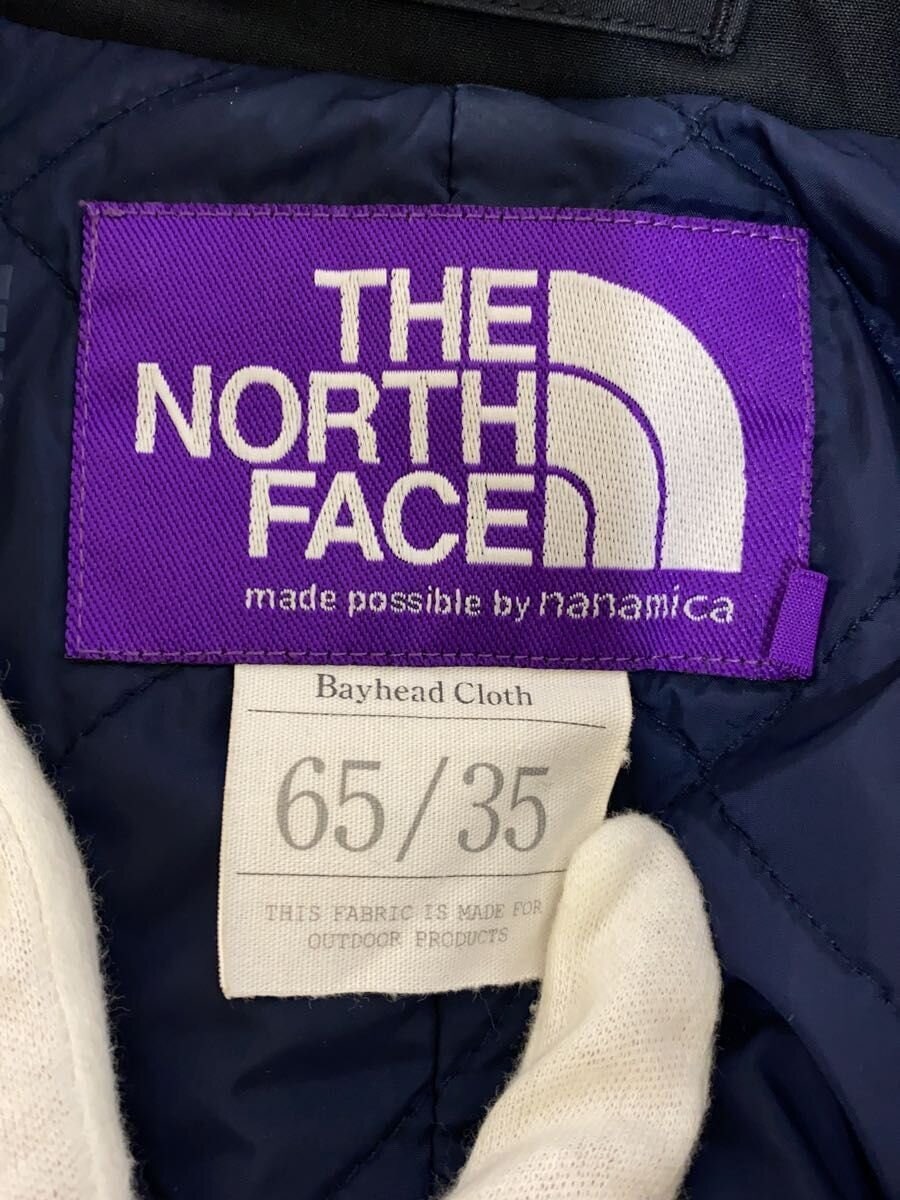 THE
NORTH
FACE
made possible by nanamica
Bayhead Cloth
65/35
THIS FABRIC IS MADE FOR
OUTDOOR PRODUCTS